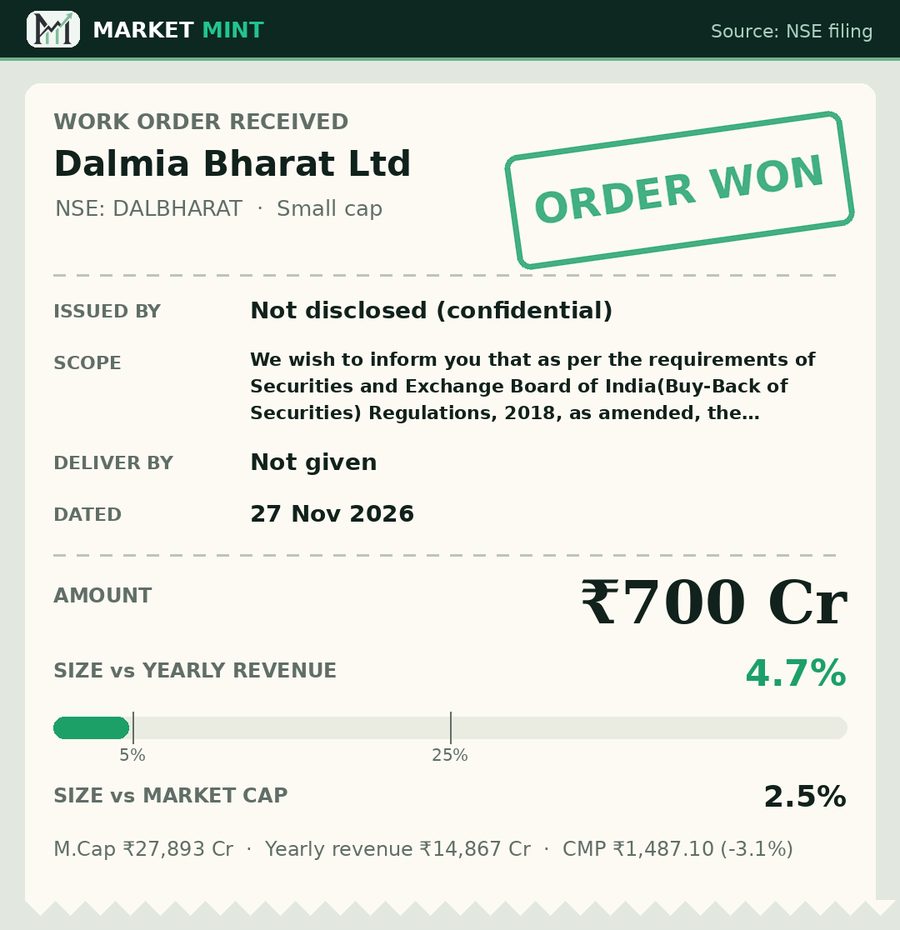 MARKET MINT
Source: NSE filing
WORK ORDER RECEIVED
Dalmia Bharat Ltd
NSE: DALBHARAT · Small cap
ORDER WON
ISSUED BY
Not disclosed (confidential)
SCOPE
We wish to inform you that as per the requirements of
Securities and Exchange Board of India(Buy-Back of
Securities) Regulations, 2018, as amended, the…
DELIVER BY
Not given
DATED
27 Nov 2026
AMOUNT
₹700 Cr
SIZE vs YEARLY REVENUE
4.7%
5%
25%
SIZE vs MARKET CAP
2.5%
M.Cap ₹27,893 Cr · Yearly revenue ₹14,867 Cr · CMP ₹1,487.10 (-3.1%)